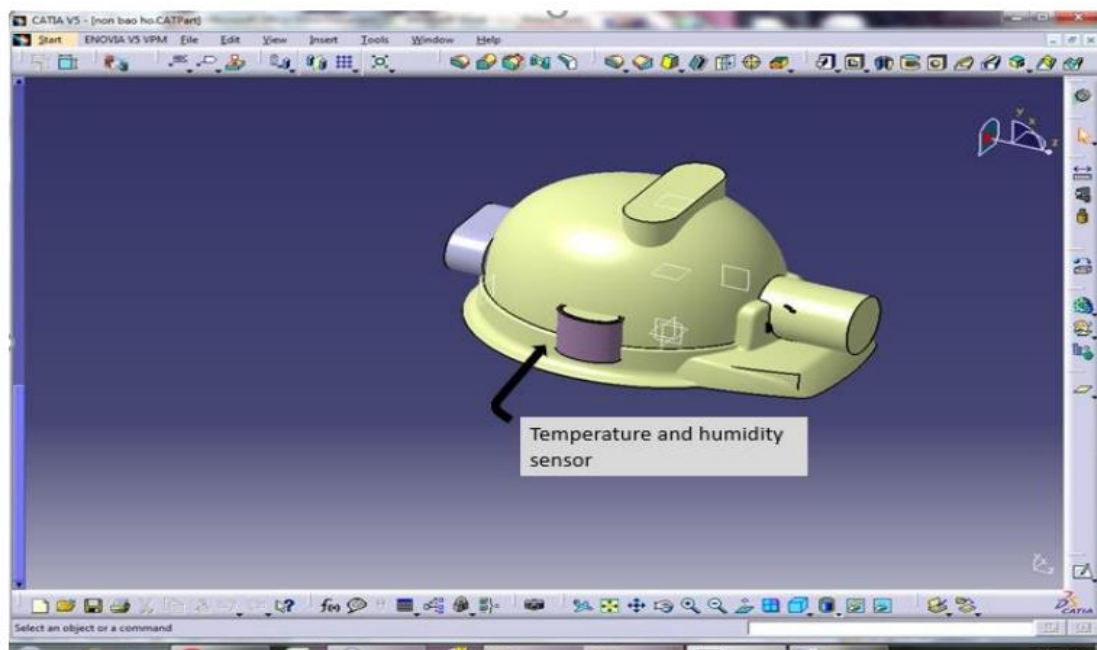 CATIA V5 - [non bao ho.CATPart]
Start ENOVIA V5 VPM File Edit View Insert Tools Window Help
y
x
z
Temperature and humidity
sensor
f(x)
CATIA
Select an object or a command